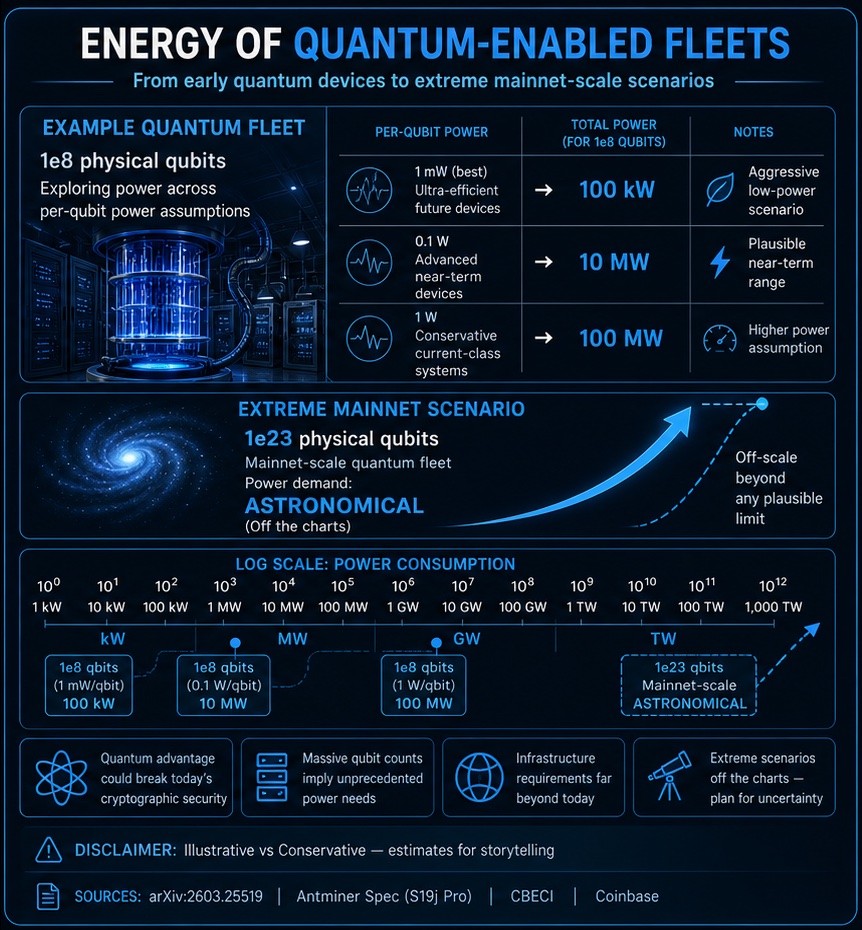 ENERGY OF QUANTUM-ENABLED FLEETS
From early quantum devices to extreme mainnet-scale scenarios
EXAMPLE QUANTUM FLEET
1e8 physical qubits
Exploring power across
per-qubit power assumptions
PER-QUBIT POWER
TOTAL POWER
(FOR 1e8 QUBITS)
NOTES
1 mW (best)
Ultra-efficient
future devices
→
100 kW
Aggressive
low-power
scenario
0.1 W
Advanced
near-term
devices
→
10 MW
Plausible
near-term
range
1 W
Conservative
current-class
systems
→
100 MW
Higher power
assumption
EXTREME MAINNET SCENARIO
1e23 physical qubits
Mainnet-scale quantum fleet
Power demand:
ASTRONOMICAL
(Off the charts)
Off-scale
beyond
any plausible
limit
LOG SCALE: POWER CONSUMPTION
10⁰ 10¹ 10² 10³ 10⁴ 10⁵ 10⁶ 10⁷ 10⁸ 10⁹ 10¹⁰ 10¹¹ 10¹²
1 kW 10 kW 100 kW 1 MW 10 MW 100 MW 1 GW 10 GW 100 GW 1 TW 10 TW 100 TW 1,000 TW
kW MW GW TW
1e8 qbits
(1 mW/qbit)
100 kW
1e8 qbits
(0.1 W/qbit)
10 MW
1e8 qbits
(1 W/qbit)
100 MW
1e23 qbits
Mainnet-scale
ASTRONOMICAL
Quantum advantage
could break today's
cryptographic security
Massive qubit counts
imply unprecedented
power needs
Infrastructure
requirements far
beyond today
Extreme scenarios
off the charts —
plan for uncertainty
DISCLAIMER: Illustrative vs Conservative — estimates for storytelling
SOURCES: arXiv:2603.25519 | Antminer Spec (S19j Pro) | CBECI | Coinbase